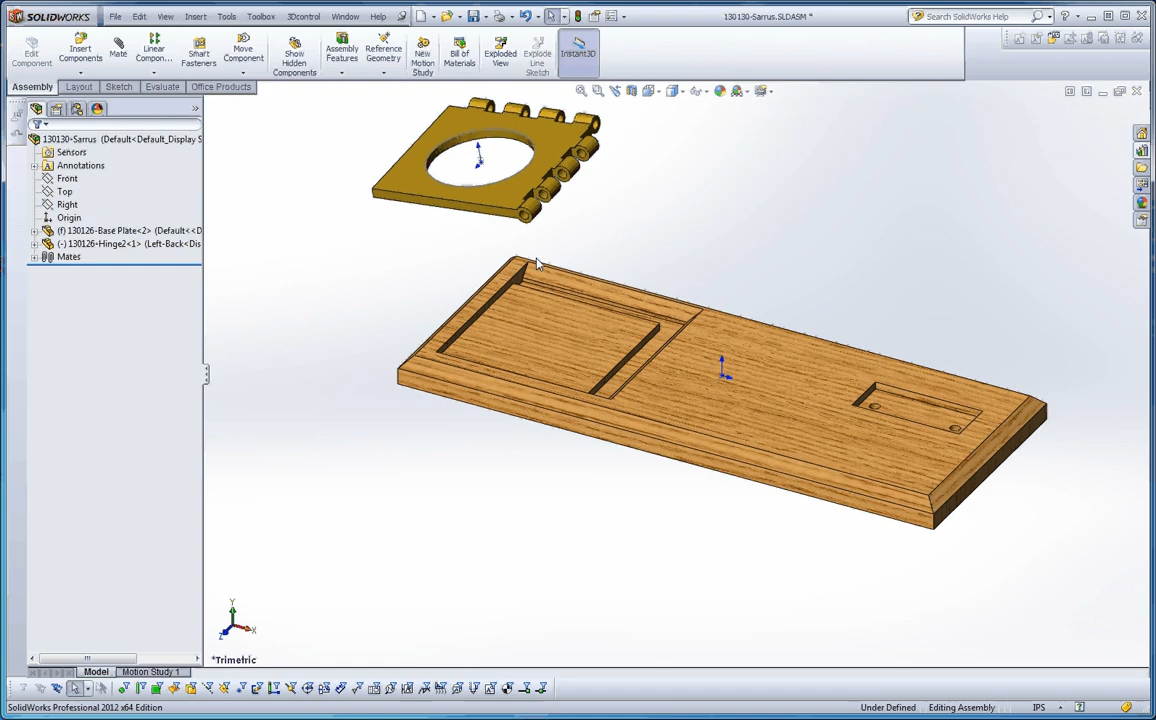 SOLIDWORKS File Edit View Insert Tools Toolbox 3Dcontrol Window Help 130130-Sarrus.SLDASM * Search SolidWorks Help
Edit Component
Insert Components
Mate
Linear Compon...
Smart Fasteners
Move Component
Show Hidden Components
Assembly Features
Reference Geometry
New Motion Study
Bill of Materials
Exploded View
Explode Line Sketch
Instant3D
Assembly Layout Sketch Evaluate Office Products
130130-Sarrus (Default<Default_Display S
Sensors
Annotations
Front
Top
Right
Origin
(f) 130126-Base Plate<2> (Default<<D
(-) 130126-Hinge2<1> (Left-Back<Dis
Mates
Y
X
Z
*Trimetric
Model Motion Study 1
SolidWorks Professional 2012 x64 Edition Under Defined Editing Assembly IPS